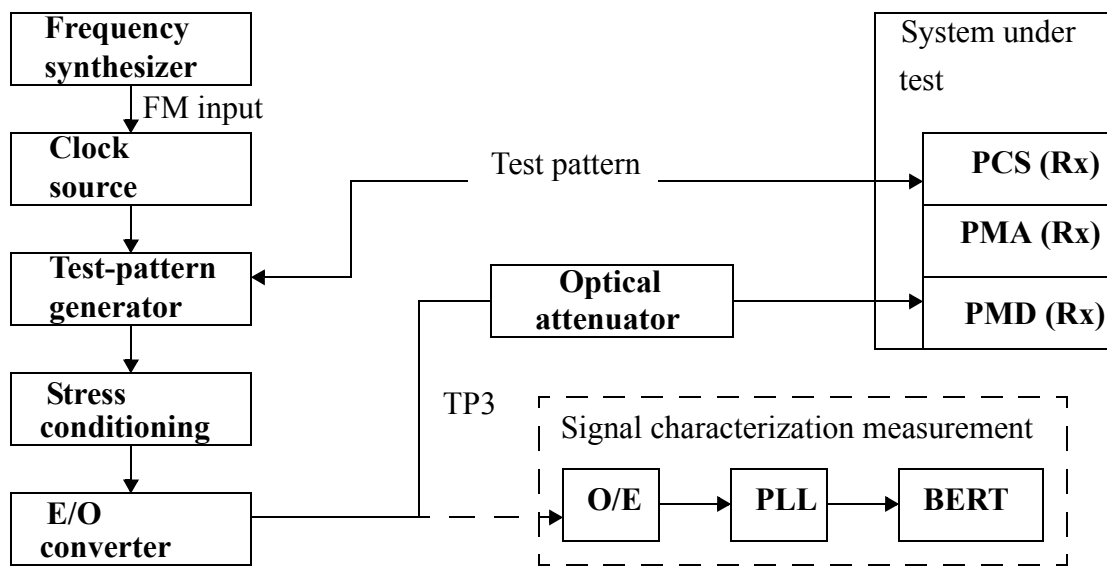 Frequency
synthesizer
FM input
Clock
source
Test-pattern
generator
Stress
conditioning
E/O
converter
Test pattern
Optical
attenuator
TP3
System under
test
PCS (Rx)
PMA (Rx)
PMD (Rx)
Signal characterization measurement
O/E
PLL
BERT